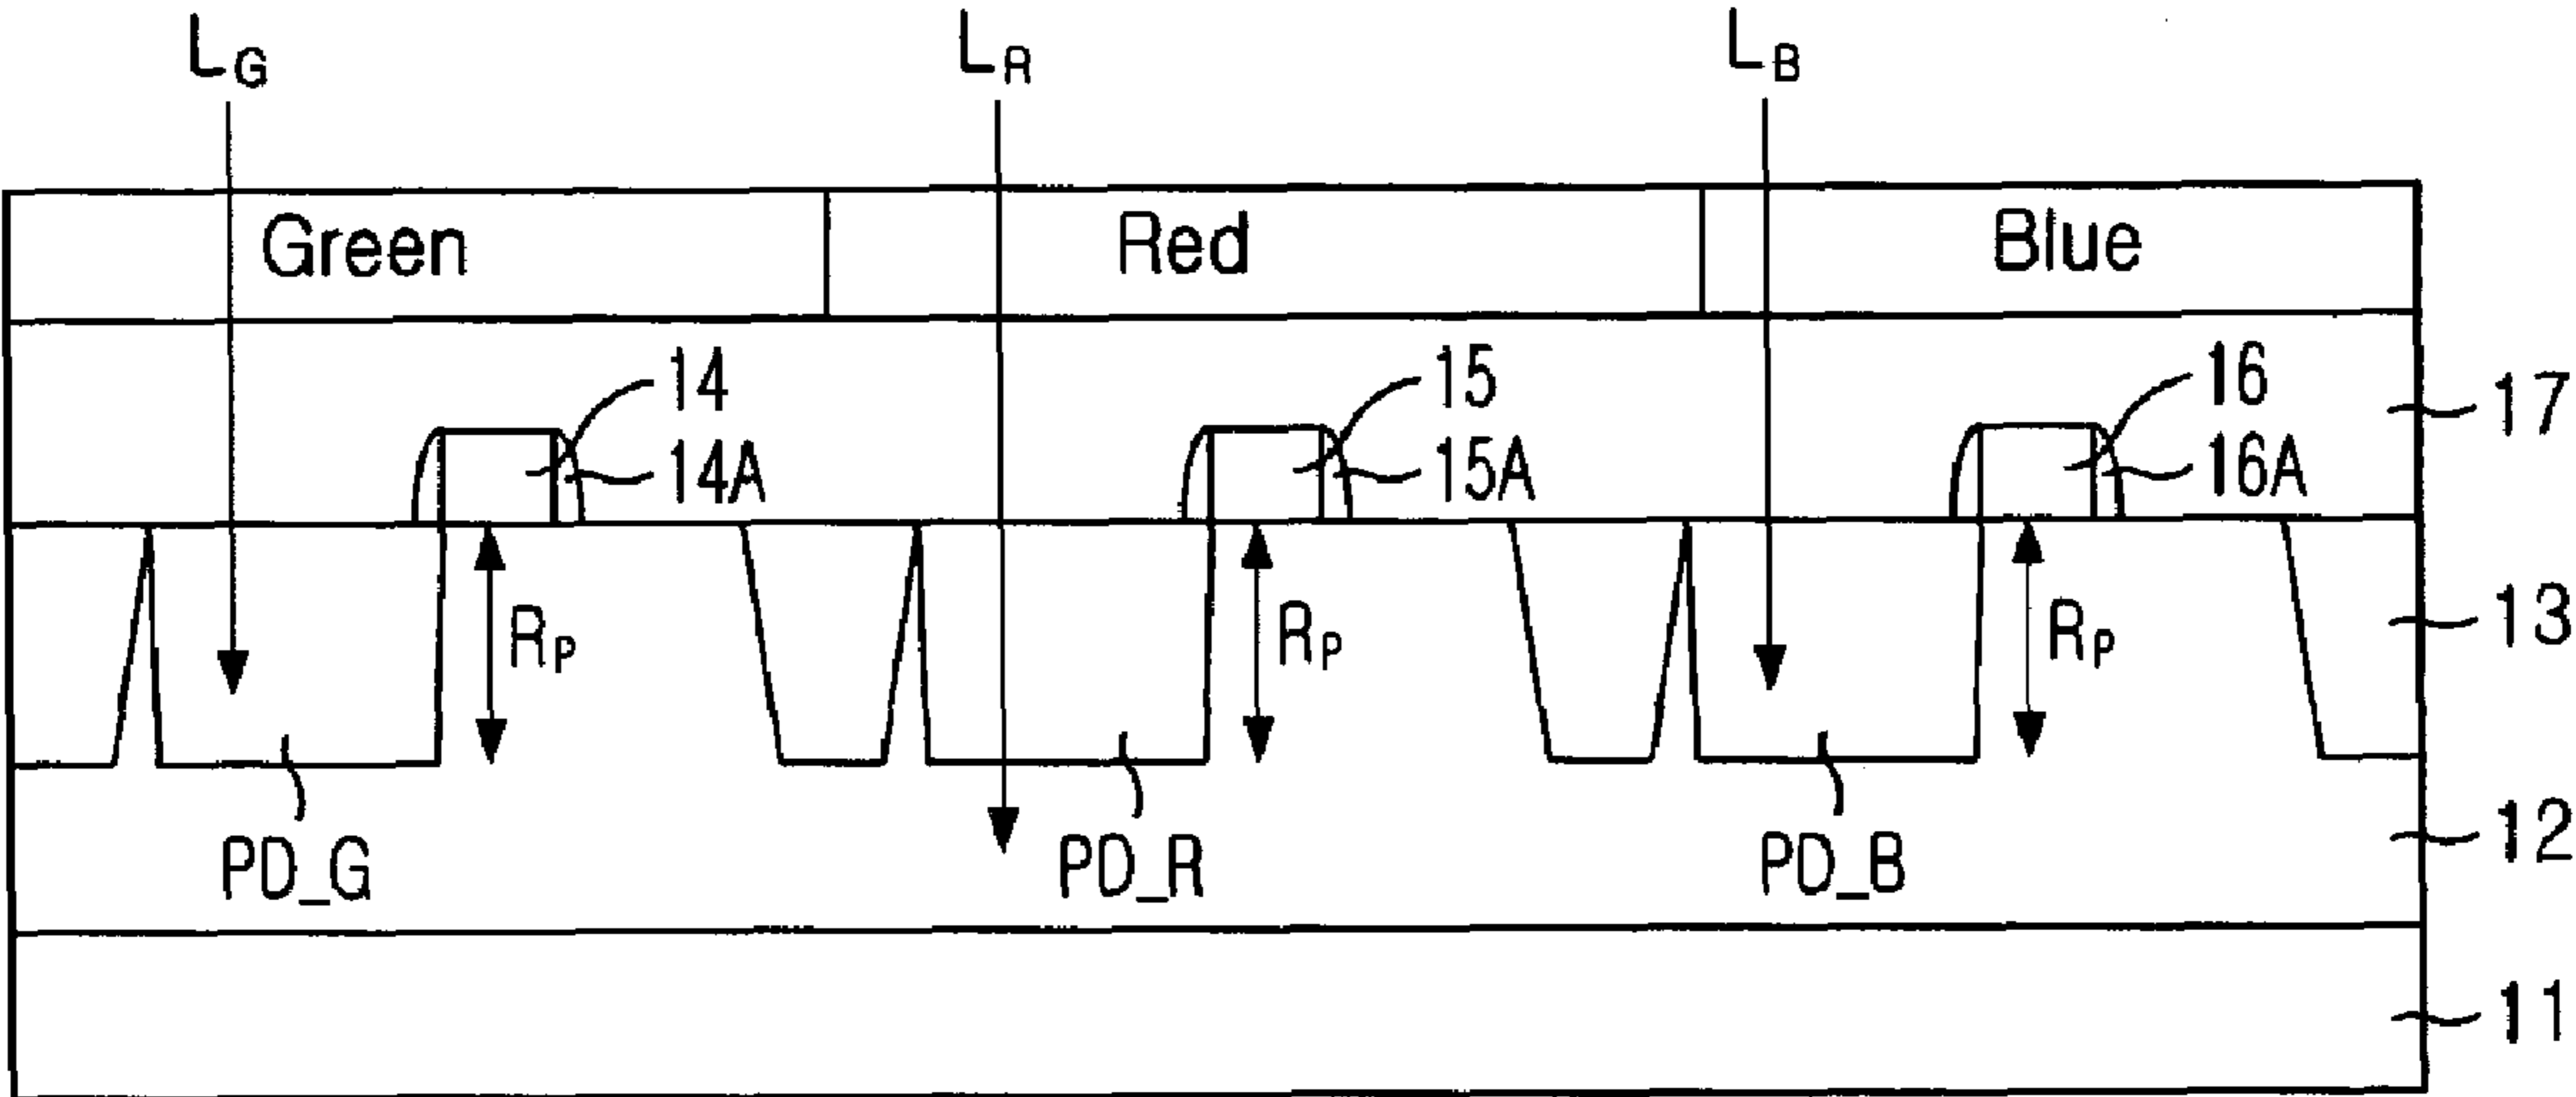 LG LR LB
Green Red Blue
14 15 16 17
14A 15A 16A
RP RP RP 13
PD_G PD_R PD_B 12
11